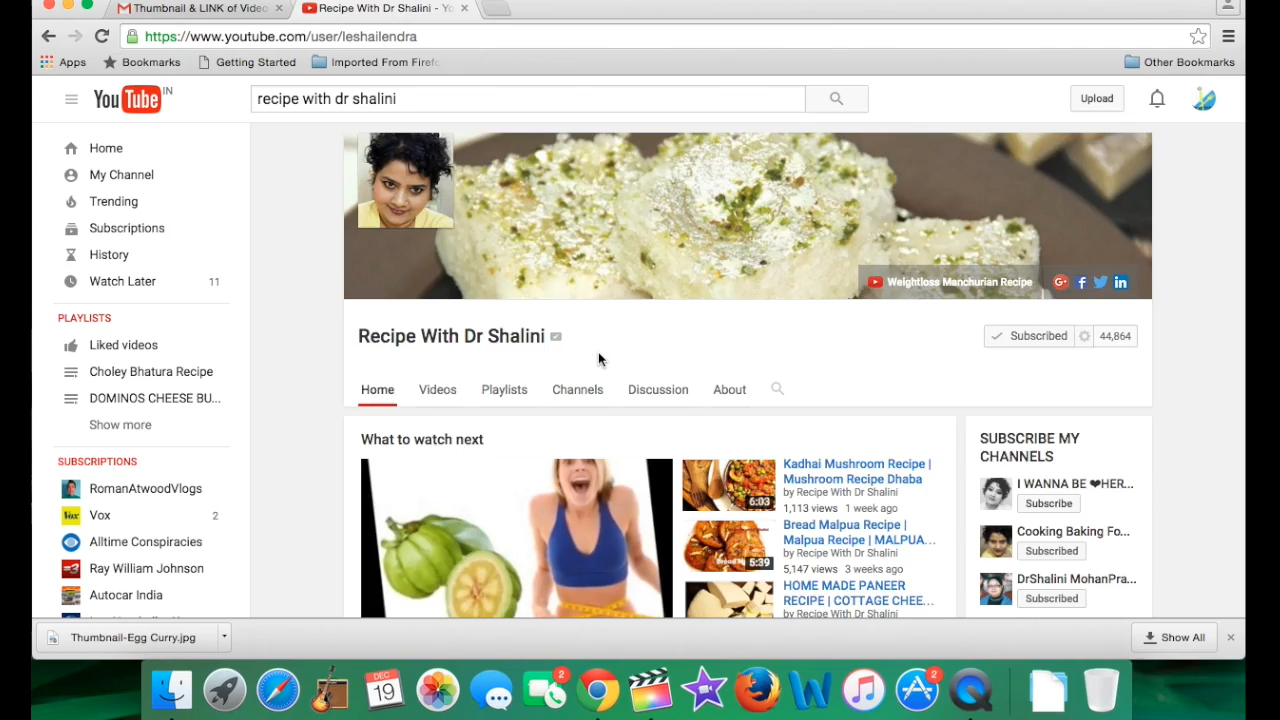 Thumbnail & LINK of Video
Recipe With Dr Shalini - Yo
https://www.youtube.com/user/leshailendra
Apps
Bookmarks
Getting Started
Imported From Firefo
Other Bookmarks
YouTube IN
recipe with dr shalini
Upload
Home
My Channel
Trending
Subscriptions
History
Watch Later 11
PLAYLISTS
Liked videos
Choley Bhatura Recipe
DOMINOS CHEESE BU...
Show more
SUBSCRIPTIONS
RomanAtwoodVlogs
Vox 2
Alltime Conspiracies
Ray William Johnson
Autocar India
Weightloss Manchurian Recipe
Recipe With Dr Shalini
Subscribed 44,864
Home Videos Playlists Channels Discussion About
What to watch next
6:03
Kadhai Mushroom Recipe |
Mushroom Recipe Dhaba
by Recipe With Dr Shalini
1,113 views 1 week ago
5:39
Bread Malpua Recipe |
Malpua Recipe | MALPUA...
by Recipe With Dr Shalini
5,147 views 3 weeks ago
HOME MADE PANEER
RECIPE | COTTAGE CHEE...
by Recipe With Dr Shalini
SUBSCRIBE MY
CHANNELS
I WANNA BE ❤HER...
Subscribe
Cooking Baking Fo...
Subscribed
DrShalini MohanPra...
Subscribed
Thumbnail-Egg Curry.jpg
Show All
DEC
19
2
2